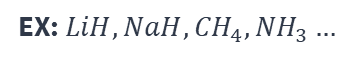 EX: LiH, NaH, CH₄, NH₃ ...